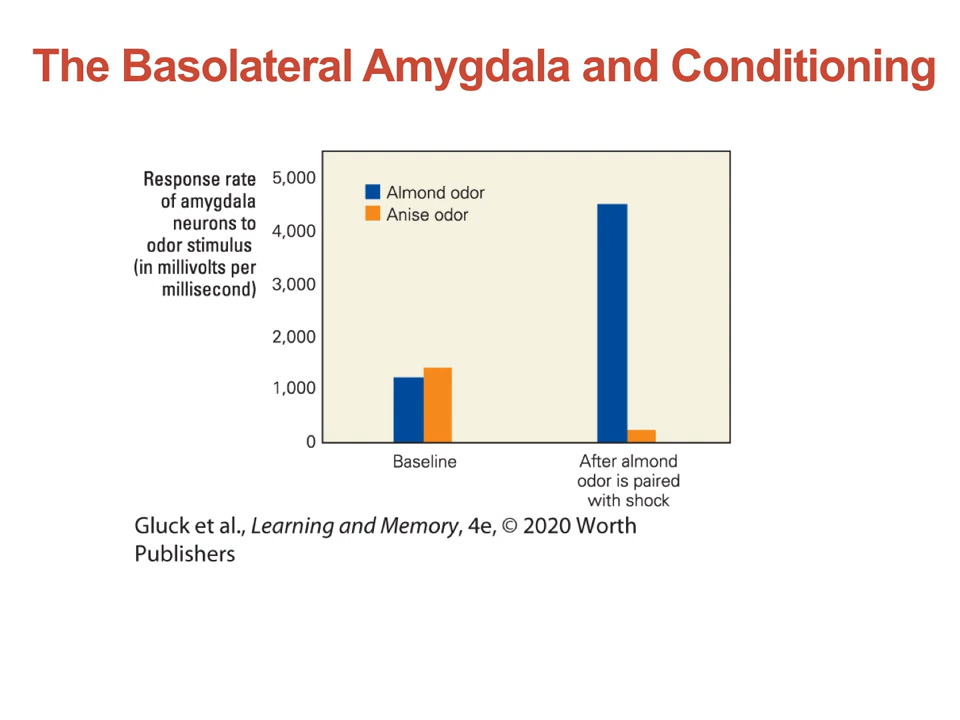 The Basolateral Amygdala and Conditioning
Response rate
of amygdala
neurons to
odor stimulus
(in millivolts per
millisecond)
5,000
4,000
3,000
2,000
1,000
0
Almond odor
Anise odor
Baseline
After almond
odor is paired
with shock
Gluck et al., Learning and Memory, 4e, © 2020 Worth
Publishers